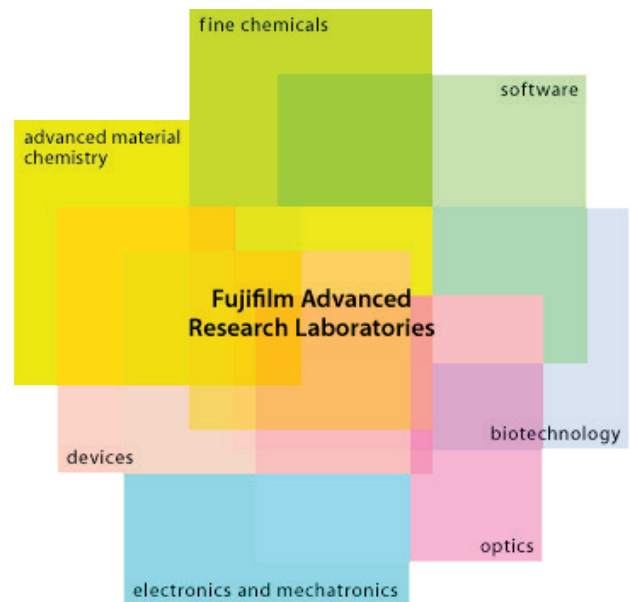 fine chemicals
software
advanced material
chemistry
Fujifilm Advanced
Research Laboratories
biotechnology
devices
optics
electronics and mechatronics